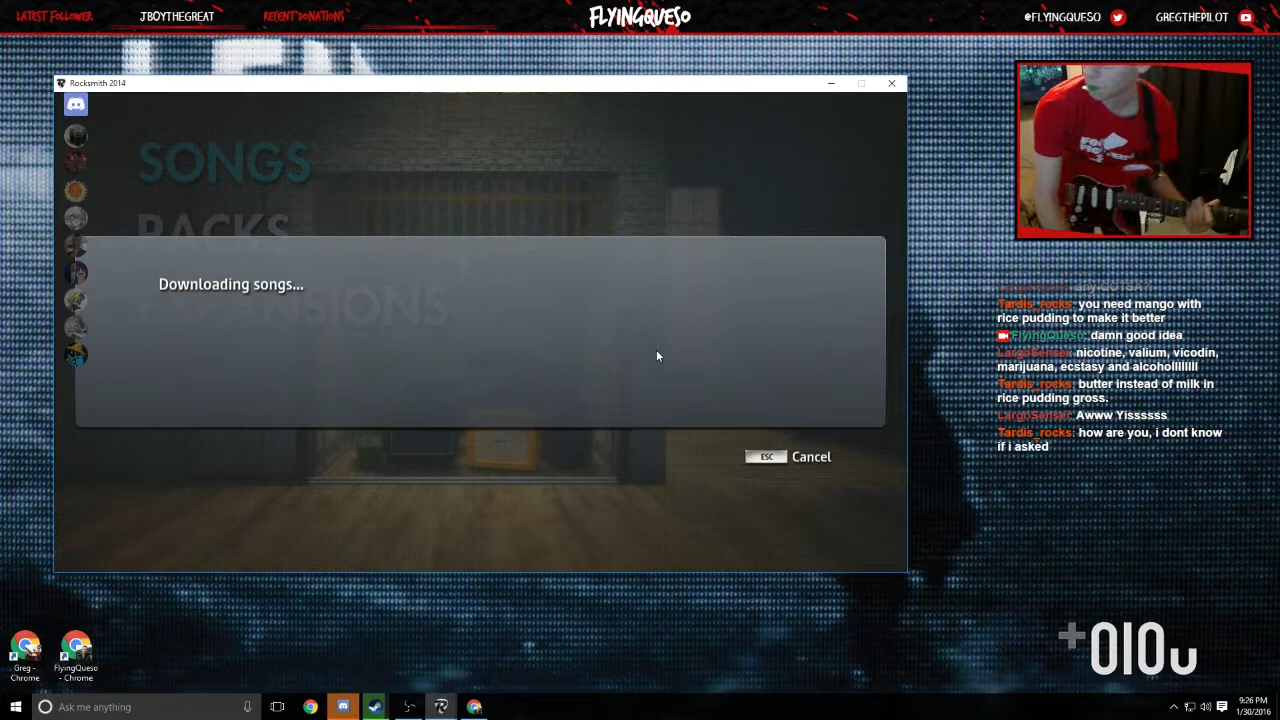 LATEST FOLLOWER
JBOYTHEGREAT
RECENT DONATIONS
FLYINGQUESO
@FLYINGQUESO
GREGTHEPILOT
Rocksmith 2014
SONGS
PACKS
Downloading songs...
ESC Cancel
Tardis_rocks: you need mango with
rice pudding to make it better
FlyingQueso: damn good idea
LargoSensei: nicotine, valium, vicodin,
marijuana, ecstasy and alcoholllllllll
Tardis_rocks: butter instead of milk in
rice pudding gross.
LargoSensei: Awww Yissssss
Tardis_rocks: how are you, i dont know
if i asked
Greg -
Chrome
FlyingQueso
- Chrome
Ask me anything
9:26 PM
1/30/2016